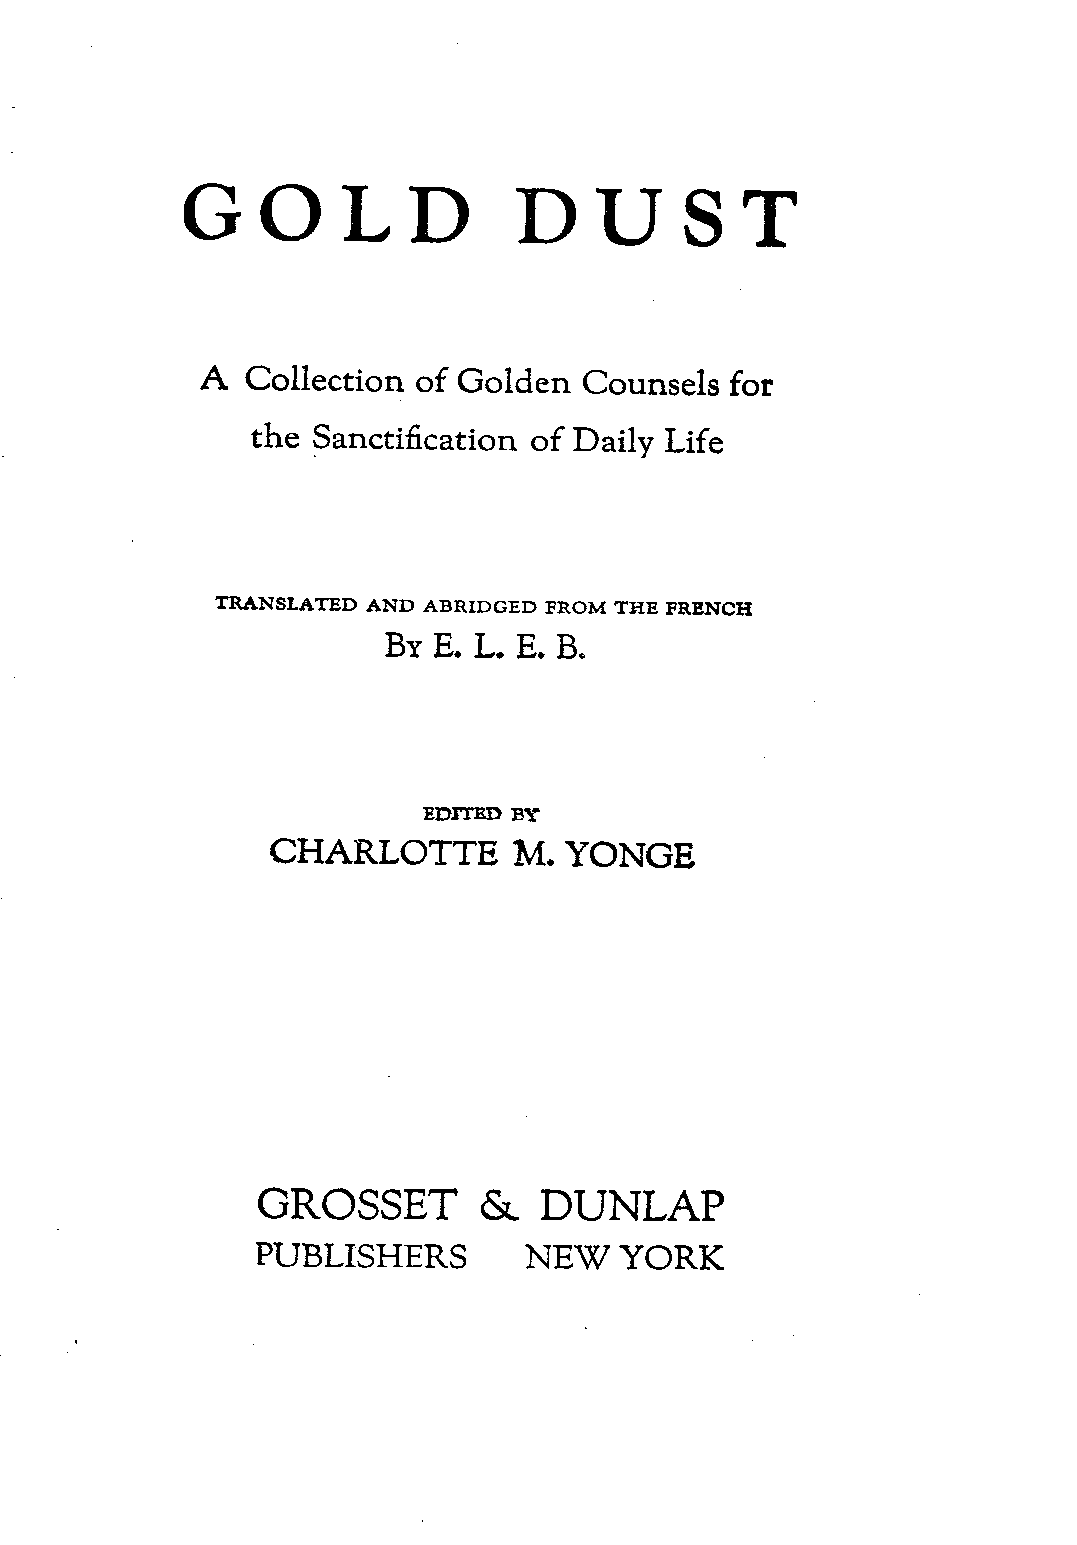 GOLD DUST
A Collection of Golden Counsels for
the Sanctification of Daily Life
TRANSLATED AND ABRIDGED FROM THE FRENCH
BY E. L. E. B.
EDITED BY
CHARLOTTE M. YONGE
GROSSET & DUNLAP
PUBLISHERS NEW YORK